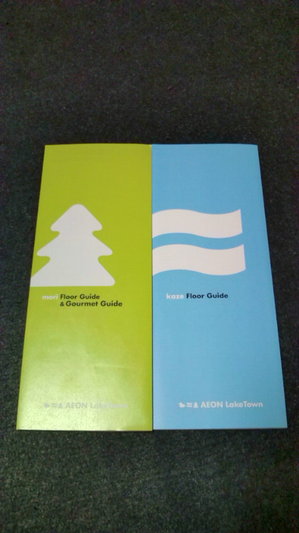 mori Floor Guide
& Gourmet Guide
AEON LakeTown
kaze Floor Guide
AEON LakeTown